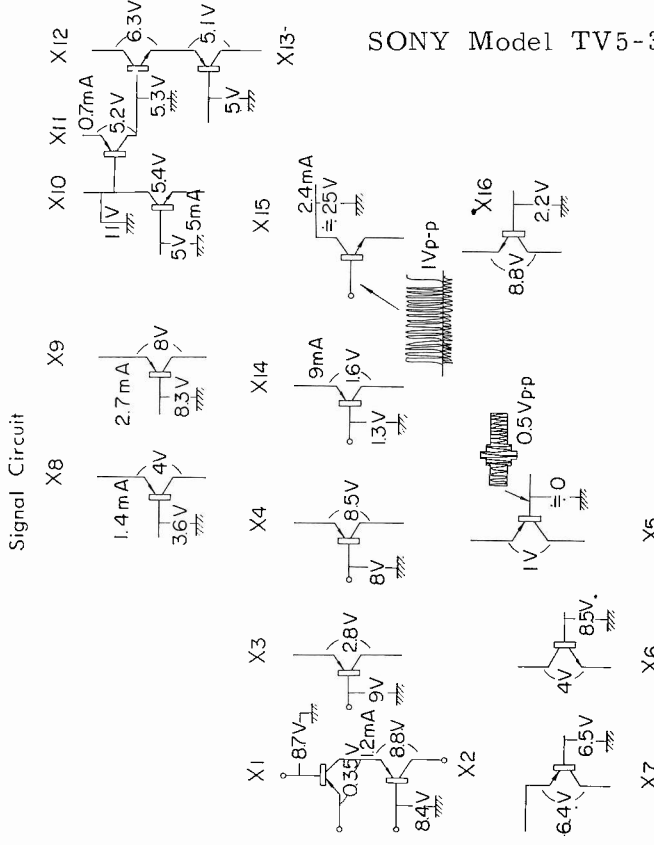 SONY Model TV5-3
Signal Circuit
X8
1.4mA
4V
3.6V
X9
2.7mA
8V
8.3V
X10
11V
5.4V
5V
5mA
X11
0.7mA
5.2V
5.3V
X12
6.3V
5.1V
5V
X13
X1
8.7V
0.35V
1.2mA
8.8V
8.4V
X2
X3
2.8V
9V
X4
8.5V
8V
X14
9mA
1.6V
1.3V
X15
2.4mA
≒25V
1Vp-p
X7
6.4V
6.5V
X6
4V
8.5V
X5
1V
≒0
0.5Vp-p
X16
8.8V
2.2V